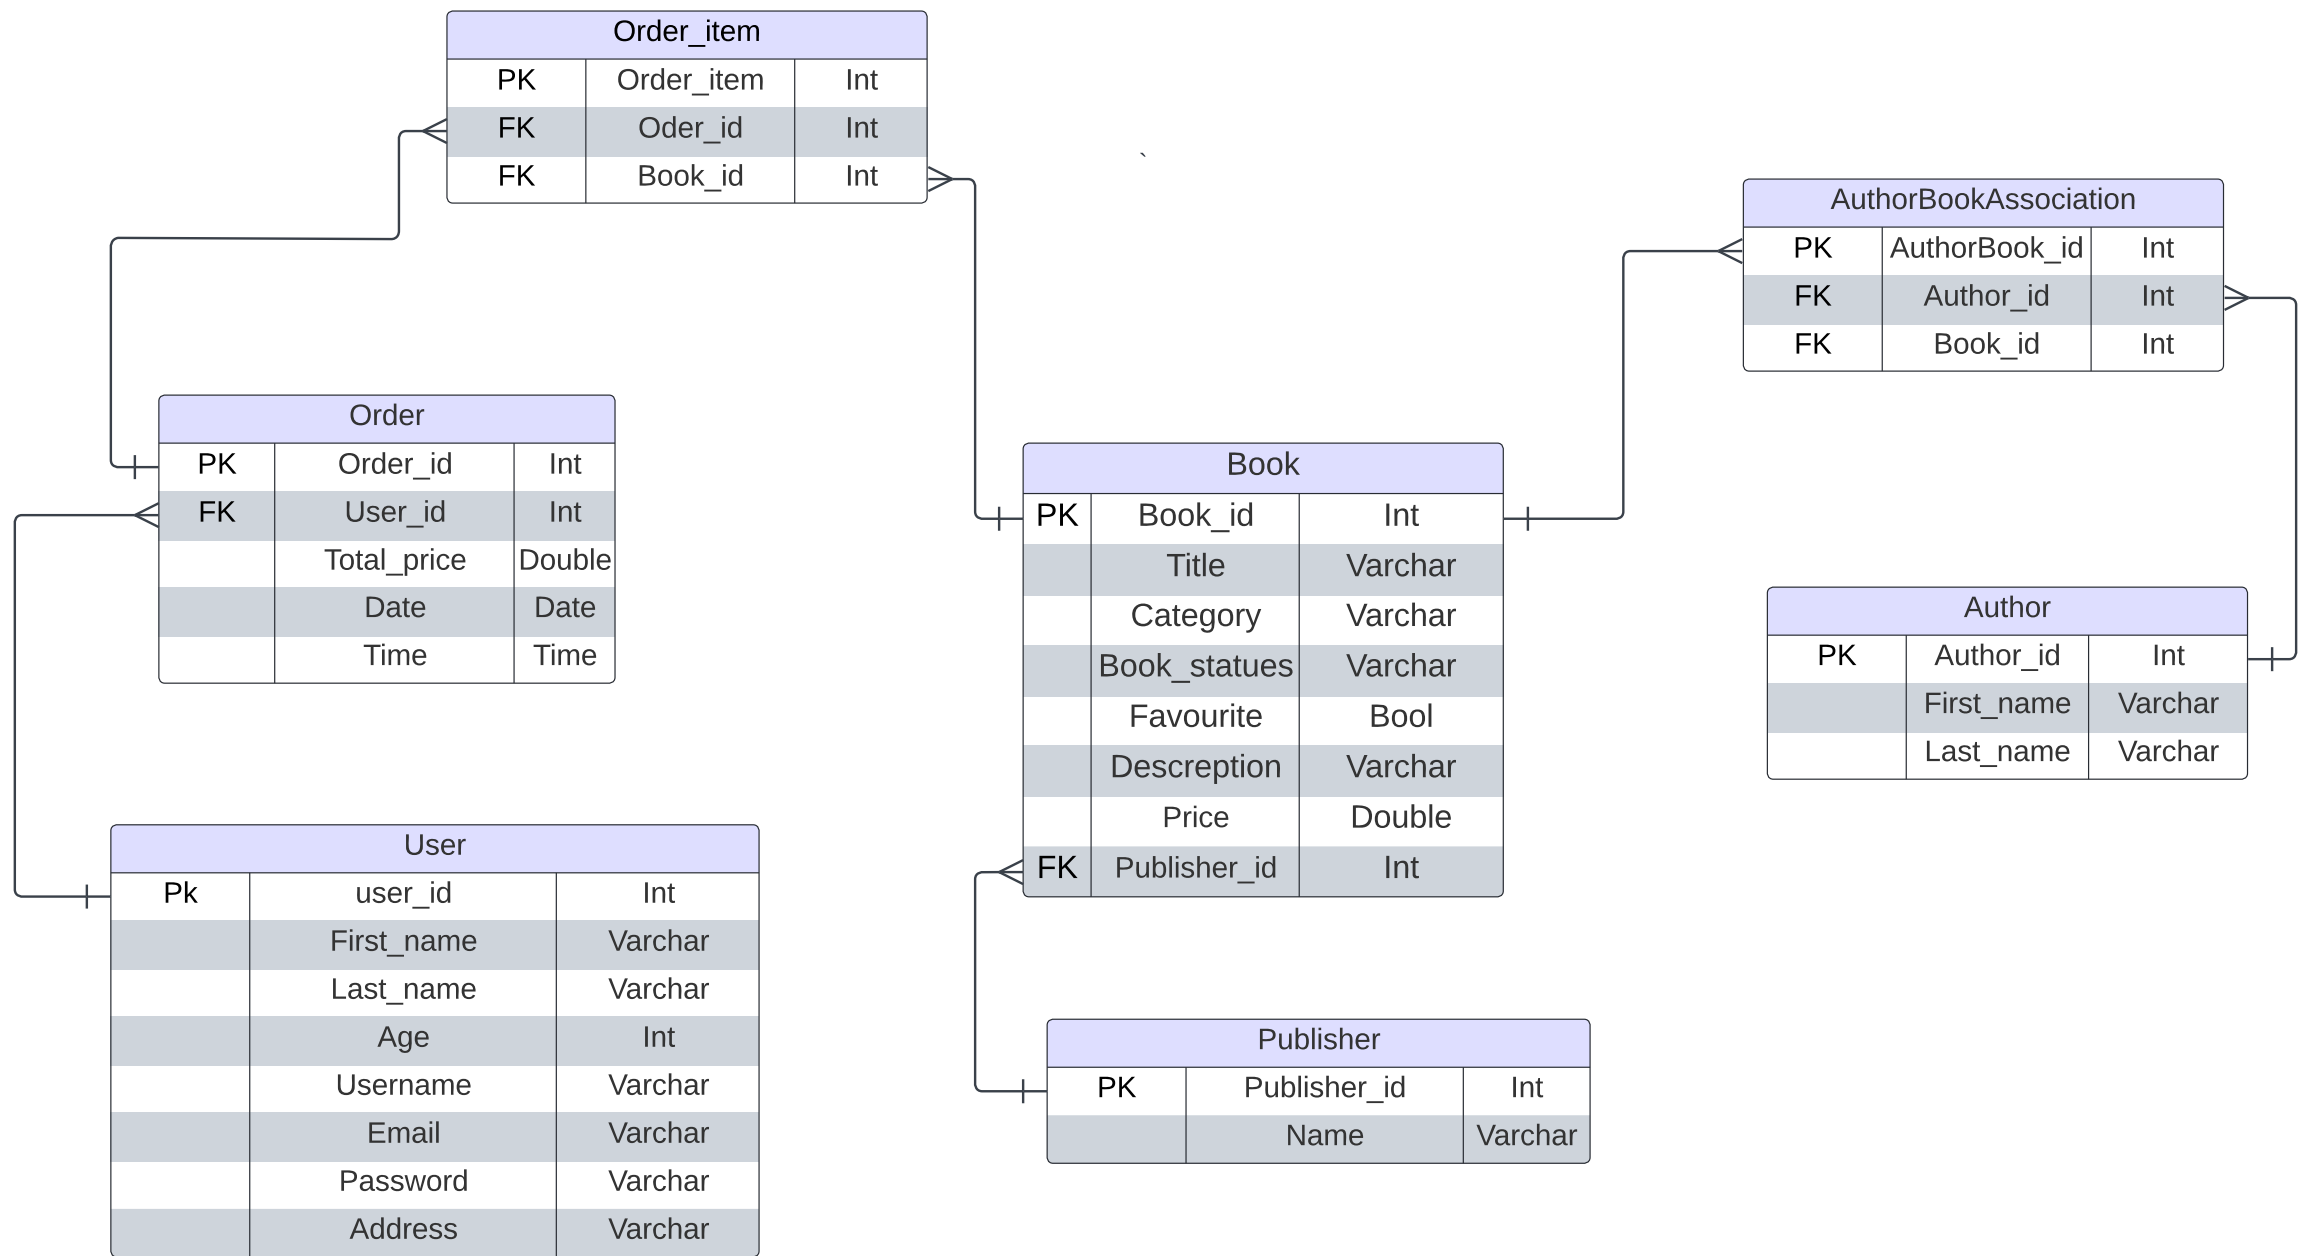 Order_item
PK Order_item Int
FK Oder_id Int
FK Book_id Int
`
AuthorBookAssociation
PK AuthorBook_id Int
FK Author_id Int
FK Book_id Int
Order
PK Order_id Int
FK User_id Int
Total_price Double
Date Date
Time Time
Book
PK Book_id Int
Title Varchar
Category Varchar
Book_statues Varchar
Favourite Bool
Descreption Varchar
Price Double
FK Publisher_id Int
Author
PK Author_id Int
First_name Varchar
Last_name Varchar
User
Pk user_id Int
First_name Varchar
Last_name Varchar
Age Int
Username Varchar
Email Varchar
Password Varchar
Address Varchar
Publisher
PK Publisher_id Int
Name Varchar